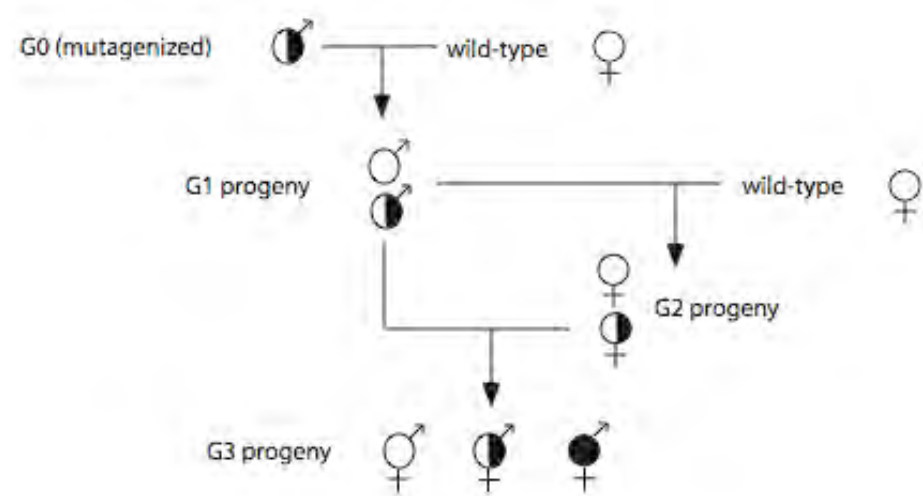 G0 (mutagenized)
wild-type
G1 progeny
wild-type
G2 progeny
G3 progeny